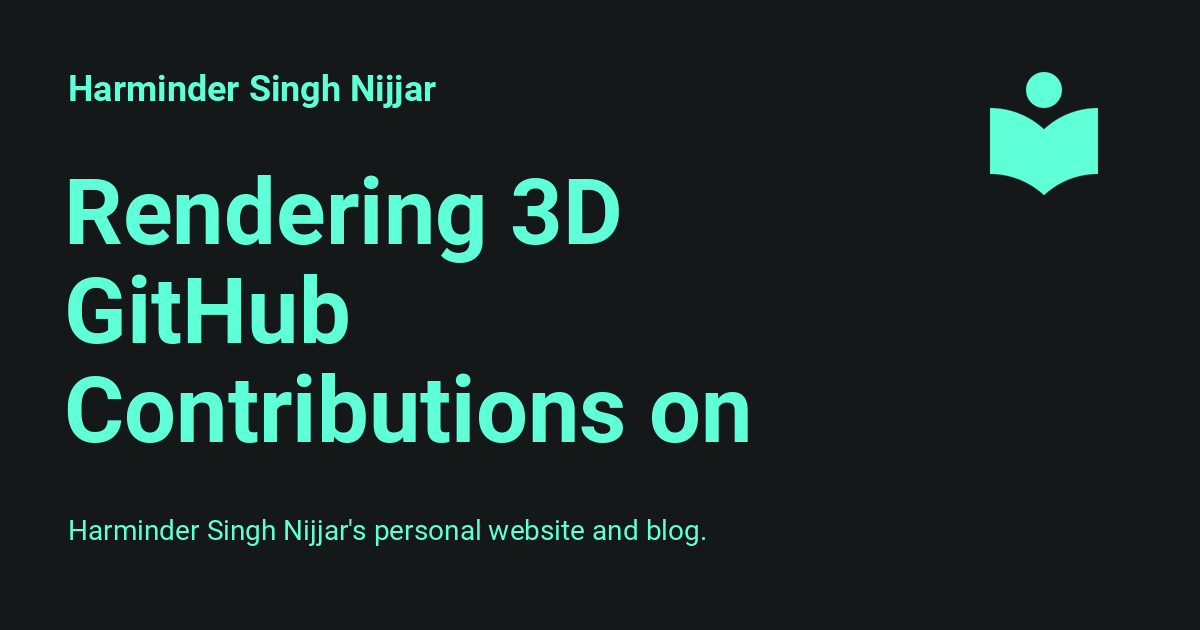 Harminder Singh Nijjar
Rendering 3D
GitHub
Contributions on
Harminder Singh Nijjar's personal website and blog.